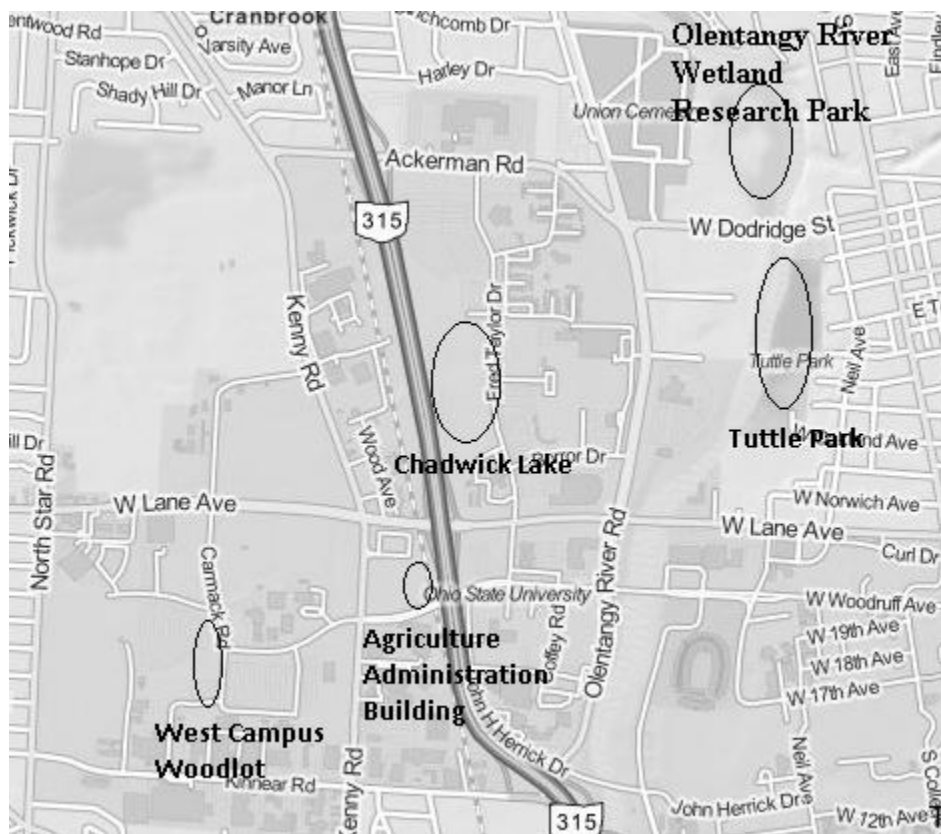 Cranbrook
Varsity Ave
Stanhope Dr
Shady Hill Dr
Manor Ln
Harley Dr
Olentangy River
Wetland
Research Park
East Ave
Union
Ackerman Rd
315
W Dodridge St
Kenny Rd
Fred Taylor Dr
Neil Ave
Tuttle Park
Tuttle Park
Chadwick Lake
Wood Ave
North Star Rd
W Lane Ave
W Norwich Ave
W Lane Ave
Curl Dr
Carmack Rd
Olentangy River Rd
Ohio State University
Coffey Rd
W Woodruff Ave
W 19th Ave
W 18th Ave
W 17th Ave
Agriculture
Administration
Building
John H Herrick Dr
West Campus
Woodlot
Kinnear Rd
Kenny Rd
Neil Ave
John Herrick Dr
W 12th Ave
315